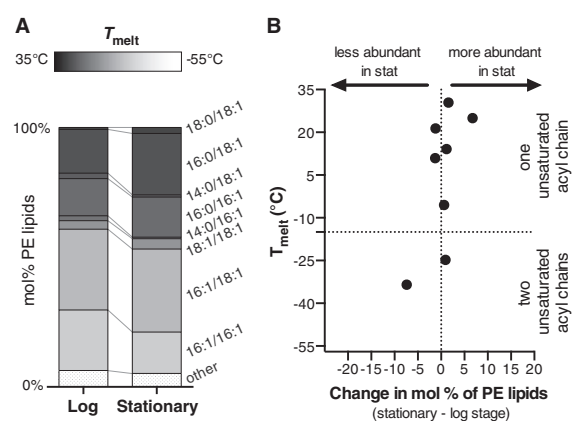 A
T melt
35°C
-55°C
100%
0%
mol% PE lipids
18:0/18:1
16:0/18:1
14:0/18:1
16:0/16:1
14:0/16:1
18:1/18:1
16:1/18:1
16:1/16:1
other
Log
Stationary
B
less abundant
in stat
more abundant
in stat
T melt (°C)
35
20
5
-10
-25
-40
-55
one
unsaturated
acyl chain
two
unsaturated
acyl chains
-20 -15 -10 -5 0 5 10 15 20
Change in mol % of PE lipids
(stationary - log stage)